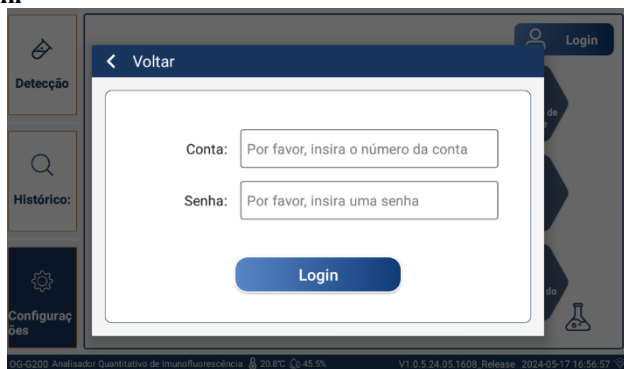 m
Login
Voltar
Detecção
de
Conta: Por favor, insira o número da conta
Histórico:
Senha: Por favor, insira uma senha
Login
do
Configuraç
ões
OG-G200 Analisador Quantitativo de Imunofluorescência 20.8℃ 45.5% V1.0.5.24.05.1608_Release 2024-05-17 16:56:57